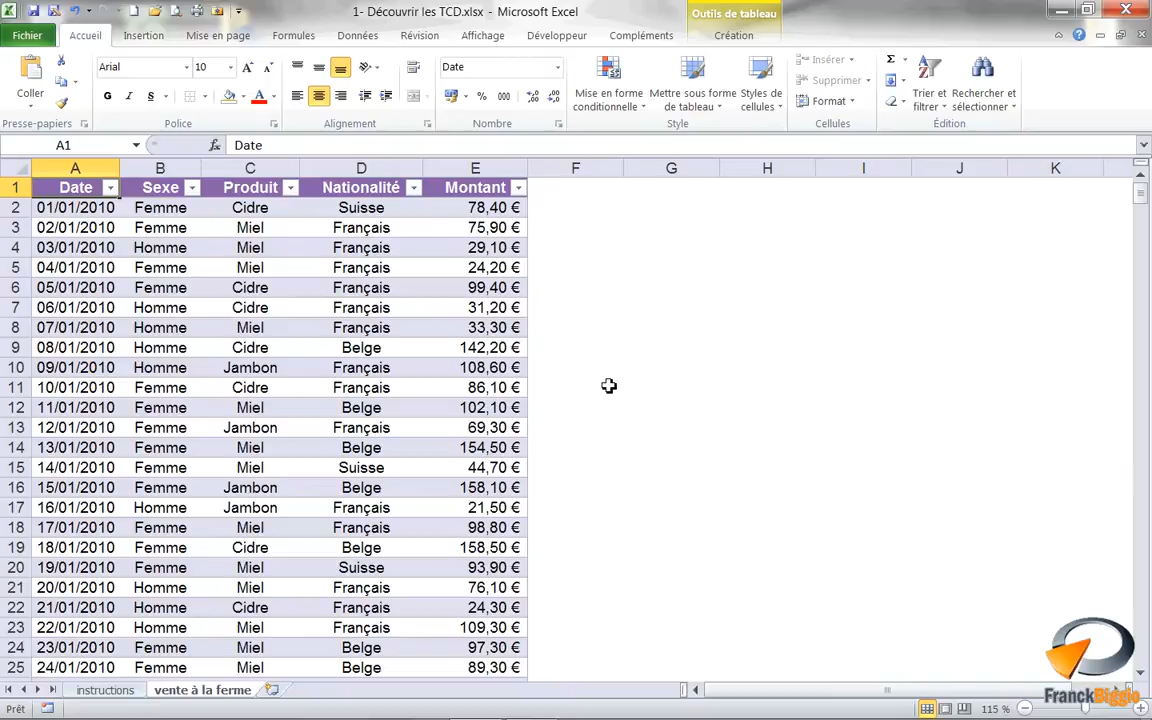 1- Découvrir les TCD.xlsx - Microsoft Excel
Outils de tableau
Fichier Accueil Insertion Mise en page Formules Données Révision Affichage Développeur Compléments Création
Coller
Presse-papiers
Arial 10
G I S
Police
Alignement
Date
% 000
Nombre
Mise en forme conditionnelle
Mettre sous forme de tableau
Styles de cellules
Style
Insérer
Supprimer
Format
Cellules
Σ
Trier et filtrer
Rechercher et sélectionner
Édition
A1 fx Date
A B C D E F G H I J K
1 Date Sexe Produit Nationalité Montant
2 01/01/2010 Femme Cidre Suisse 78,40 €
3 02/01/2010 Femme Miel Français 75,90 €
4 03/01/2010 Homme Miel Français 29,10 €
5 04/01/2010 Femme Miel Français 24,20 €
6 05/01/2010 Femme Cidre Français 99,40 €
7 06/01/2010 Homme Cidre Français 31,20 €
8 07/01/2010 Homme Miel Français 33,30 €
9 08/01/2010 Homme Cidre Belge 142,20 €
10 09/01/2010 Homme Jambon Français 108,60 €
11 10/01/2010 Femme Cidre Français 86,10 €
12 11/01/2010 Femme Miel Belge 102,10 €
13 12/01/2010 Femme Jambon Français 69,30 €
14 13/01/2010 Femme Miel Belge 154,50 €
15 14/01/2010 Femme Miel Suisse 44,70 €
16 15/01/2010 Femme Jambon Belge 158,10 €
17 16/01/2010 Homme Jambon Français 21,50 €
18 17/01/2010 Femme Miel Français 98,80 €
19 18/01/2010 Femme Cidre Belge 158,50 €
20 19/01/2010 Femme Miel Suisse 93,90 €
21 20/01/2010 Homme Miel Français 76,10 €
22 21/01/2010 Homme Cidre Français 24,30 €
23 22/01/2010 Homme Miel Français 109,30 €
24 23/01/2010 Femme Miel Belge 97,30 €
25 24/01/2010 Femme Miel Belge 89,30 €
instructions vente à la ferme
FranckBiggio
Prêt 115 %